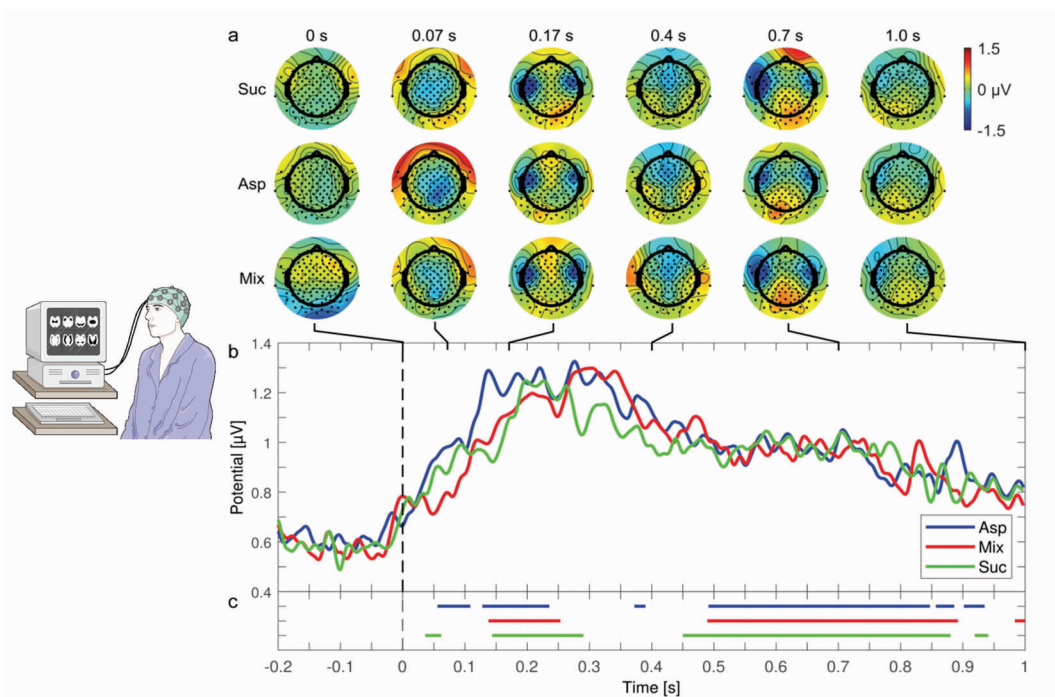 a
0 s 0.07 s 0.17 s 0.4 s 0.7 s 1.0 s
Suc
1.5
0 µV
-1.5
Asp
Mix
b
1.4
1.2
1
0.8
0.6
0.4
Potential [µV]
Asp
Mix
Suc
c
-0.2 -0.1 0 0.1 0.2 0.3 0.4 0.5 0.6 0.7 0.8 0.9 1
Time [s]